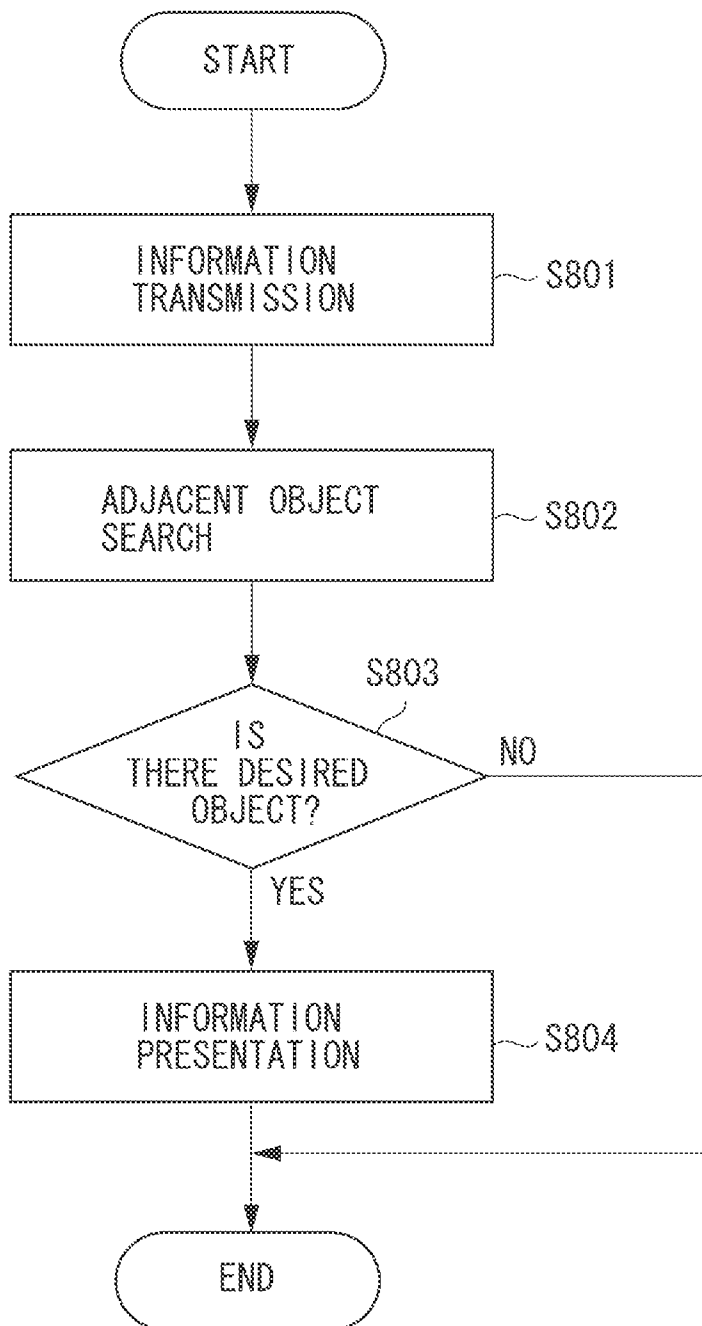 START
INFORMATION
TRANSMISSION
S801
ADJACENT OBJECT
SEARCH
S802
S803
IS
THERE DESIRED
OBJECT?
NO
YES
INFORMATION
PRESENTATION
S804
END